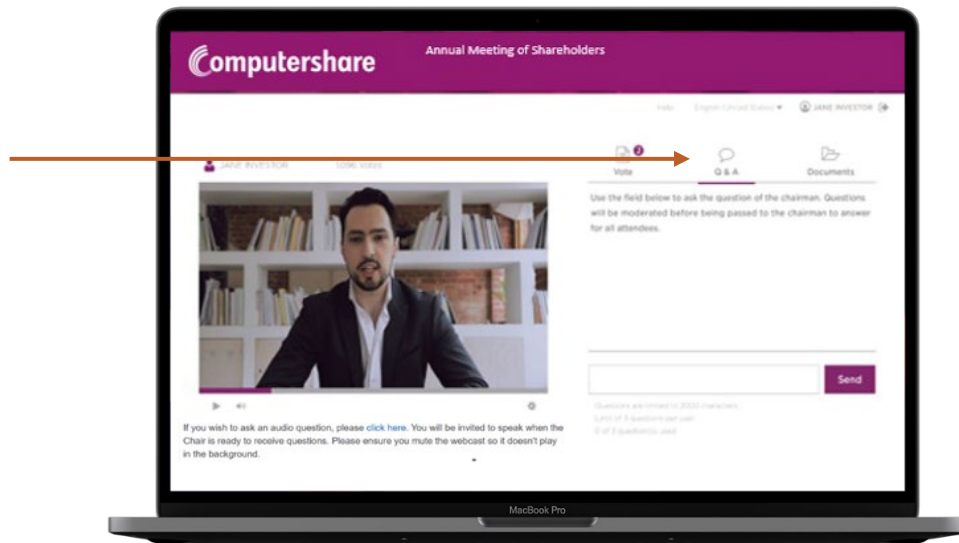 Computershare
Annual Meeting of Shareholders
Help English (United States) JANE INVESTOR
JANE INVESTOR 1,096 Votes
2
Vote Q & A Documents
Use the field below to ask the question of the chairman. Questions
will be moderated before being passed to the chairman to answer
for all attendees.
Send
Questions are limited to 2000 characters
Limit of 3 questions per user
0 of 3 question(s) used
If you wish to ask an audio question, please click here. You will be invited to speak when the
Chair is ready to receive questions. Please ensure you mute the webcast so it doesn't play
in the background.
MacBook Pro